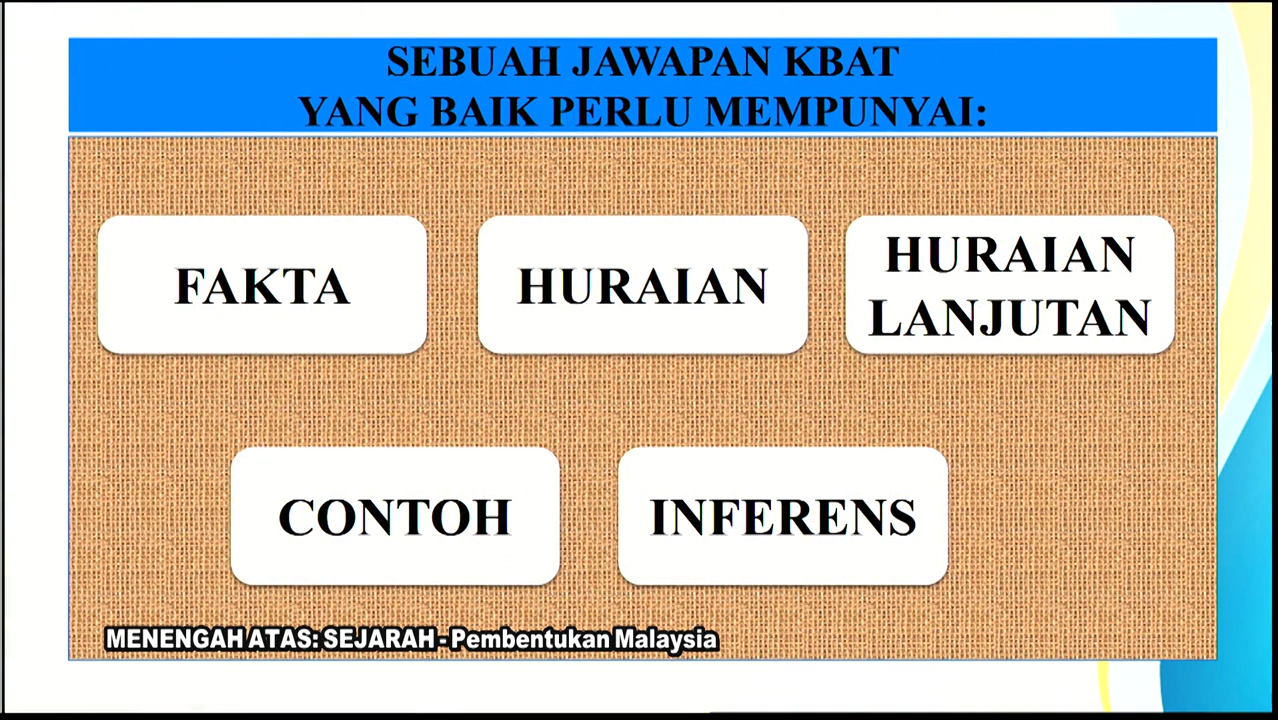 SEBUAH JAWAPAN KBAT
YANG BAIK PERLU MEMPUNYAI:
FAKTA
HURAIAN
HURAIAN
LANJUTAN
CONTOH
INFERENS
MENENGAH ATAS: SEJARAH - Pembentukan Malaysia